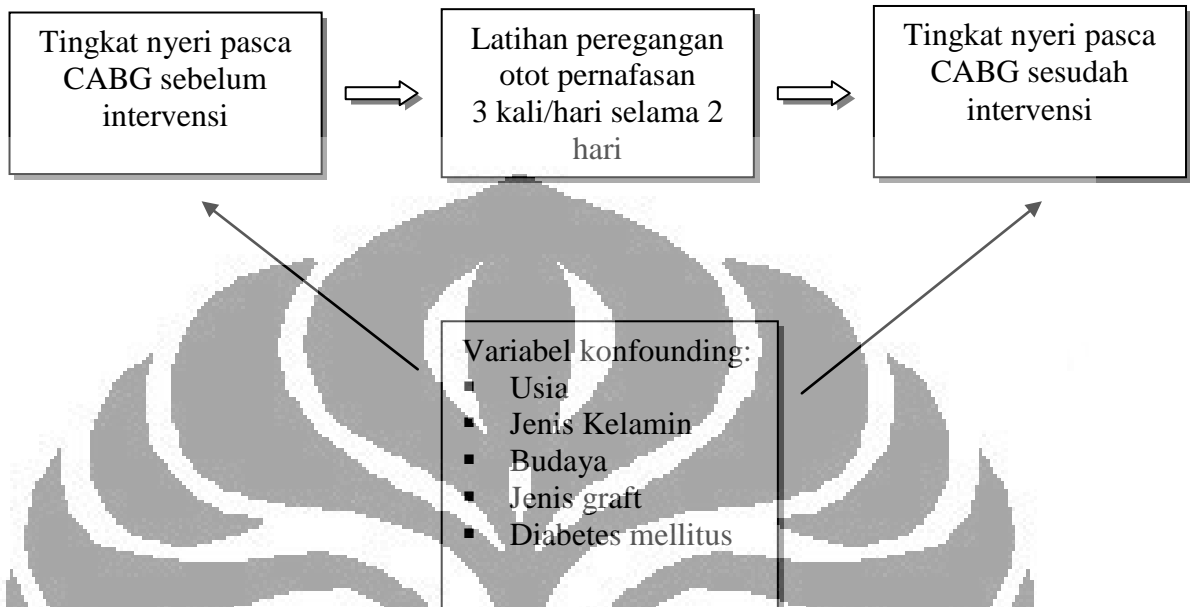 Tingkat nyeri pasca
CABG sebelum
intervensi
Latihan peregangan
otot pernafasan
3 kali/hari selama 2
hari
Tingkat nyeri pasca
CABG sesudah
intervensi
Variabel konfounding:
▪ Usia
▪ Jenis Kelamin
▪ Budaya
▪ Jenis graft
▪ Diabetes mellitus